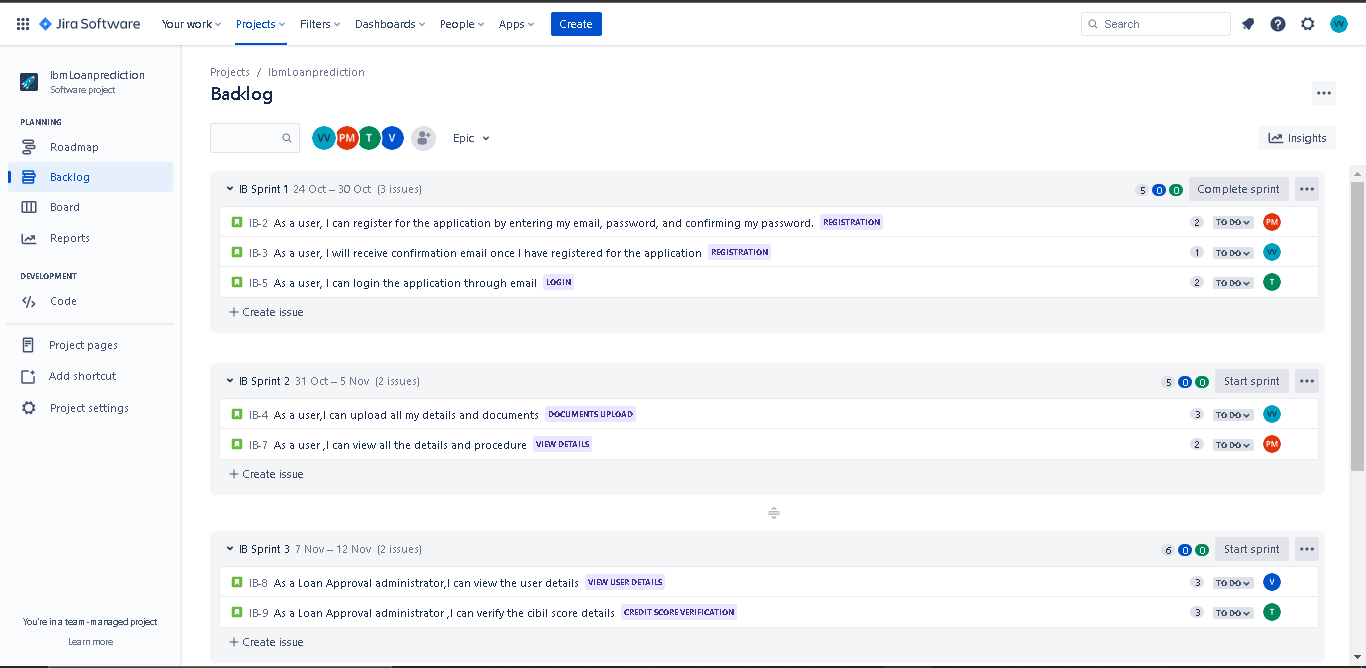 Jira Software Your work Projects Filters Dashboards People Apps Create Search VV
IbmLoanprediction
Software project
PLANNING
Roadmap
Backlog
Board
Reports
DEVELOPMENT
Code
Project pages
Add shortcut
Project settings
You're in a team-managed project
Learn more
Projects / IbmLoanprediction
Backlog
VV PM T V Epic Insights
IB Sprint 1 24 Oct – 30 Oct (3 issues) 5 0 0 Complete sprint
IB-2 As a user, I can register for the application by entering my email, password, and confirming my password. REGISTRATION 2 TO DO PM
IB-3 As a user, I will receive confirmation email once I have registered for the application REGISTRATION 1 TO DO VV
IB-5 As a user, I can login the application through email LOGIN 2 TO DO T
+ Create issue
IB Sprint 2 31 Oct – 5 Nov (2 issues) 5 0 0 Start sprint
IB-4 As a user,I can upload all my details and documents DOCUMENTS UPLOAD 3 TO DO VV
IB-7 As a user ,I can view all the details and procedure VIEW DETAILS 2 TO DO PM
+ Create issue
IB Sprint 3 7 Nov – 12 Nov (2 issues) 6 0 0 Start sprint
IB-8 As a Loan Approval administrator,I can view the user details VIEW USER DETAILS 3 TO DO V
IB-9 As a Loan Approval administrator ,I can verify the cibil score details CREDIT SCORE VERIFICATION 3 TO DO T
+ Create issue